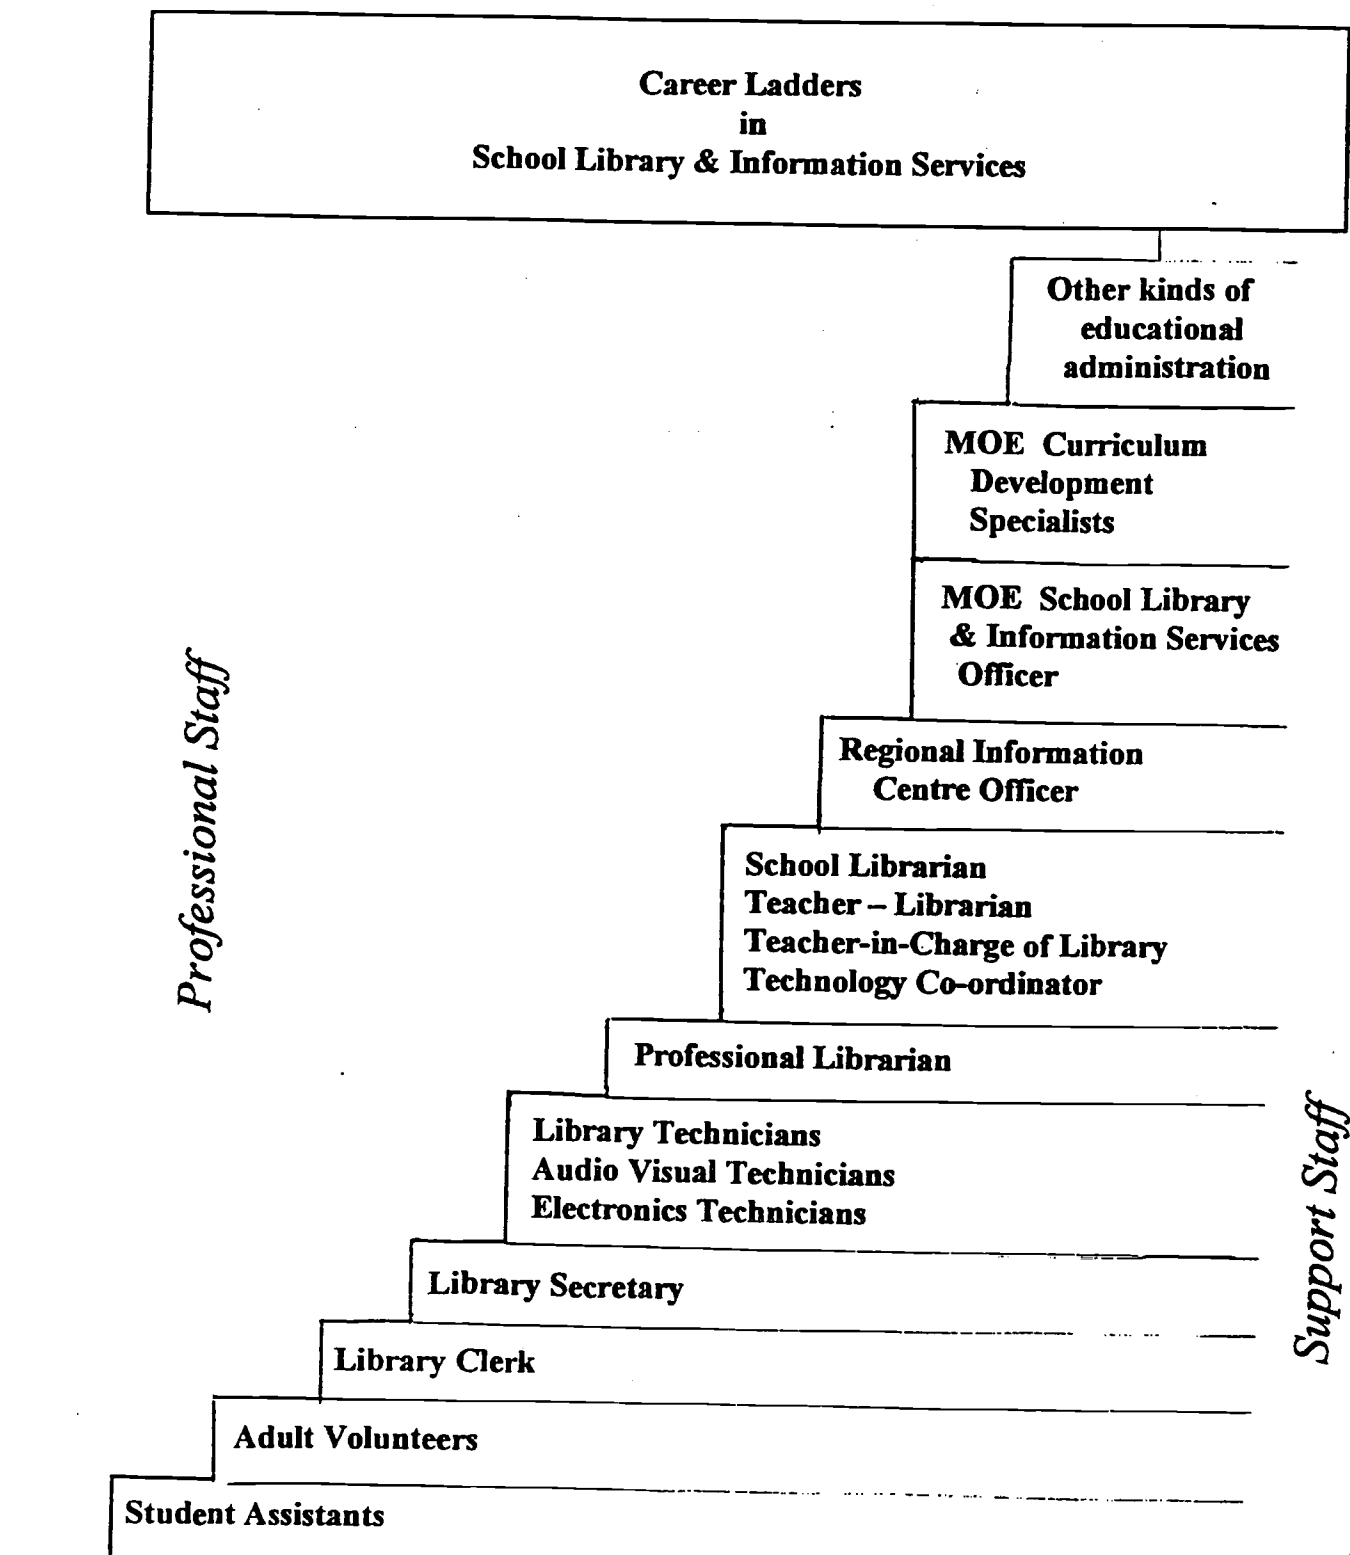 Career Ladders
in
School Library & Information Services
Other kinds of
educational
administration
MOE Curriculum
Development
Specialists
MOE School Library
& Information Services
Officer
Regional Information
Centre Officer
School Librarian
Teacher – Librarian
Teacher-in-Charge of Library
Technology Co-ordinator
Professional Librarian
Library Technicians
Audio Visual Technicians
Electronics Technicians
Library Secretary
Library Clerk
Adult Volunteers
Student Assistants
Professional Staff
Support Staff